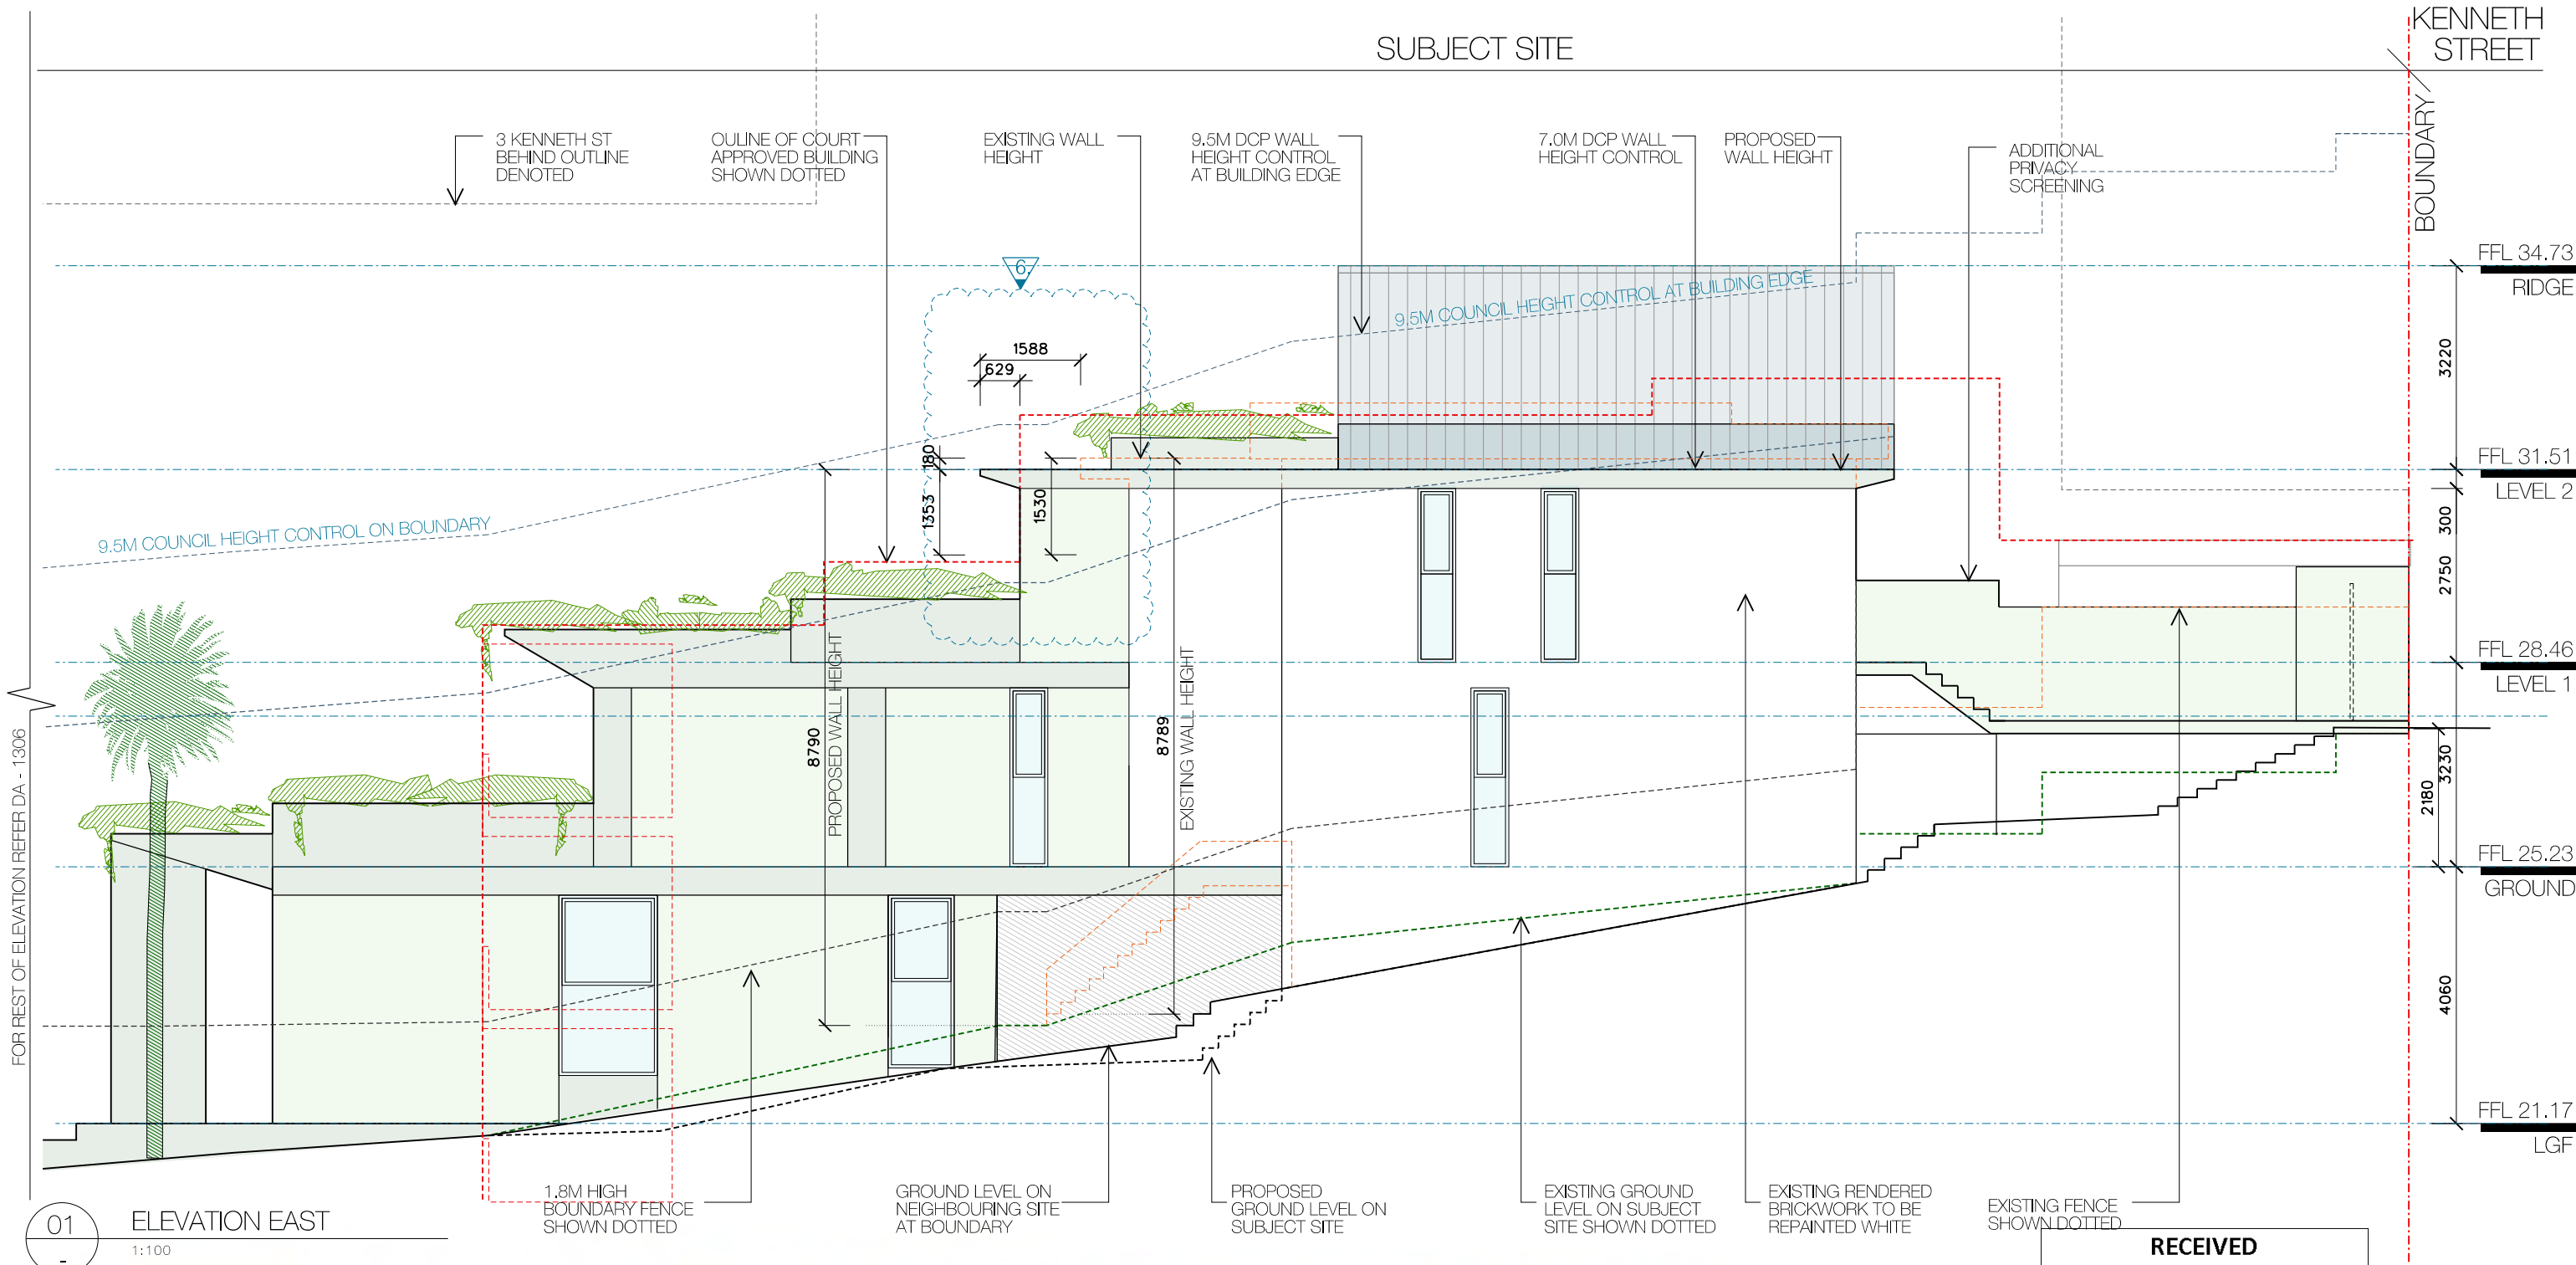 KENNETH
STREET
SUBJECT SITE
BOUNDARY
3 KENNETH ST
BEHIND OUTLINE
DENOTED
OULINE OF COURT
APPROVED BUILDING
SHOWN DOTTED
EXISTING WALL
HEIGHT
9.5M DCP WALL
HEIGHT CONTROL
AT BUILDING EDGE
7.0M DCP WALL
HEIGHT CONTROL
PROPOSED
WALL HEIGHT
ADDITIONAL
PRIVACY
SCREENING
FFL 34.73
RIDGE
6.
9.5M COUNCIL HEIGHT CONTROL AT BUILDING EDGE
1588
629
3220
180
1353
1530
FFL 31.51
LEVEL 2
300
9.5M COUNCIL HEIGHT CONTROL ON BOUNDARY
2750
FFL 28.46
LEVEL 1
8790
PROPOSED WALL HEIGHT
8789
EXISTING WALL HEIGHT
3230
2180
FFL 25.23
GROUND
4060
FFL 21.17
LGF
FOR REST OF ELEVATION REFER DA - 1306
1.8M HIGH
BOUNDARY FENCE
SHOWN DOTTED
GROUND LEVEL ON
NEIGHBOURING SITE
AT BOUNDARY
PROPOSED
GROUND LEVEL ON
SUBJECT SITE
EXISTING GROUND
LEVEL ON SUBJECT
SITE SHOWN DOTTED
EXISTING RENDERED
BRICKWORK TO BE
REPAINTED WHITE
EXISTING FENCE
SHOWN DOTTED
01
-
ELEVATION EAST
1:100
RECEIVED